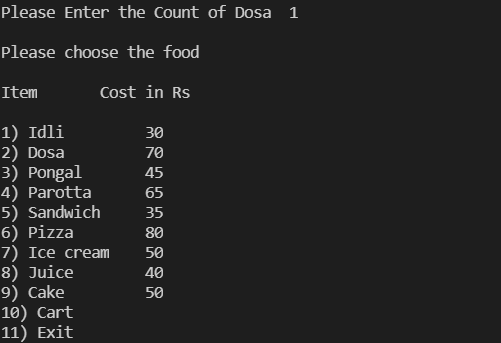 Please Enter the Count of Dosa  1
Please choose the food
Item       Cost in Rs
1) Idli         30
2) Dosa         70
3) Pongal       45
4) Parotta      65
5) Sandwich     35
6) Pizza        80
7) Ice cream    50
8) Juice        40
9) Cake         50
10) Cart
11) Exit